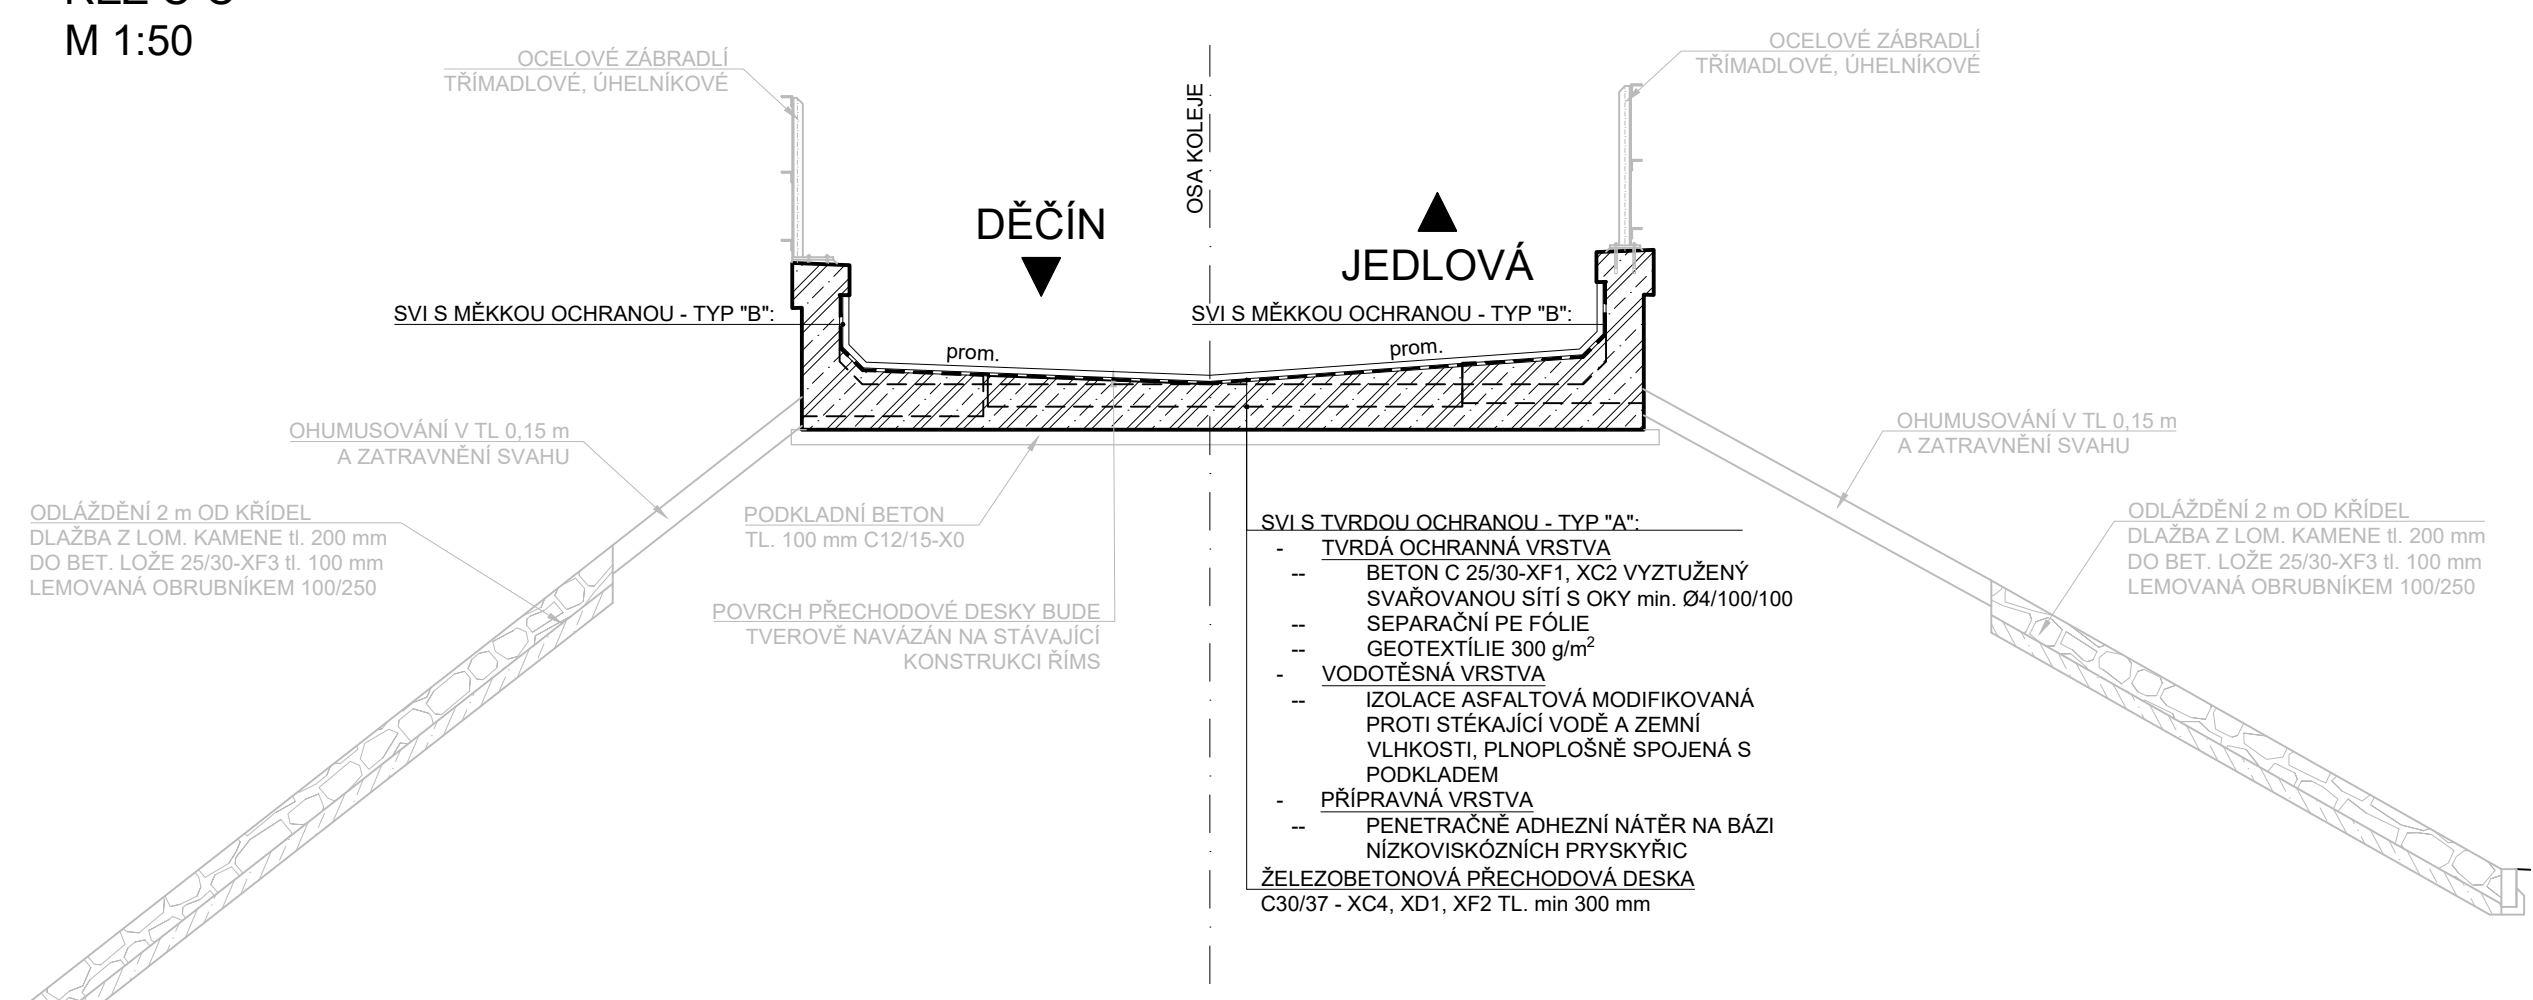 M 1:50
OCELOVÉ ZÁBRADLÍ
TŘÍMADLOVÉ, ÚHELNÍKOVÉ
OCELOVÉ ZÁBRADLÍ
TŘÍMADLOVÉ, ÚHELNÍKOVÉ
OSA KOLEJE
DĚČÍN
JEDLOVÁ
SVI S MĚKKOU OCHRANOU - TYP "B":
SVI S MĚKKOU OCHRANOU - TYP "B":
prom.
prom.
OHUMUSOVÁNÍ V TL 0,15 m
A ZATRAVNĚNÍ SVAHU
OHUMUSOVÁNÍ V TL 0,15 m
A ZATRAVNĚNÍ SVAHU
ODLÁŽDĚNÍ 2 m OD KŘÍDEL
DLAŽBA Z LOM. KAMENE tl. 200 mm
DO BET. LOŽE 25/30-XF3 tl. 100 mm
LEMOVANÁ OBRUBNÍKEM 100/250
PODKLADNÍ BETON
TL. 100 mm C12/15-X0
POVRCH PŘECHODOVÉ DESKY BUDE
TVEROVĚ NAVÁZÁN NA STÁVAJÍCÍ
KONSTRUKCI ŘÍMS
SVI S TVRDOU OCHRANOU - TYP "A":
- TVRDÁ OCHRANNÁ VRSTVA
-- BETON C 25/30-XF1, XC2 VYZTUŽENÝ
SVAŘOVANOU SÍTÍ S OKY min. Ø4/100/100
-- SEPARAČNÍ PE FÓLIE
-- GEOTEXTÍLIE 300 g/m²
- VODOTĚSNÁ VRSTVA
-- IZOLACE ASFALTOVÁ MODIFIKOVANÁ
PROTI STÉKAJÍCÍ VODĚ A ZEMNÍ
VLHKOSTI, PLNOPLOŠNĚ SPOJENÁ S
PODKLADEM
- PŘÍPRAVNÁ VRSTVA
-- PENETRAČNĚ ADHEZNÍ NÁTĚR NA BÁZI
NÍZKOVISKÓZNÍCH PRYSKYŘIC
ŽELEZOBETONOVÁ PŘECHODOVÁ DESKA
C30/37 - XC4, XD1, XF2 TL. min 300 mm
ODLÁŽDĚNÍ 2 m OD KŘÍDEL
DLAŽBA Z LOM. KAMENE tl. 200 mm
DO BET. LOŽE 25/30-XF3 tl. 100 mm
LEMOVANÁ OBRUBNÍKEM 100/250